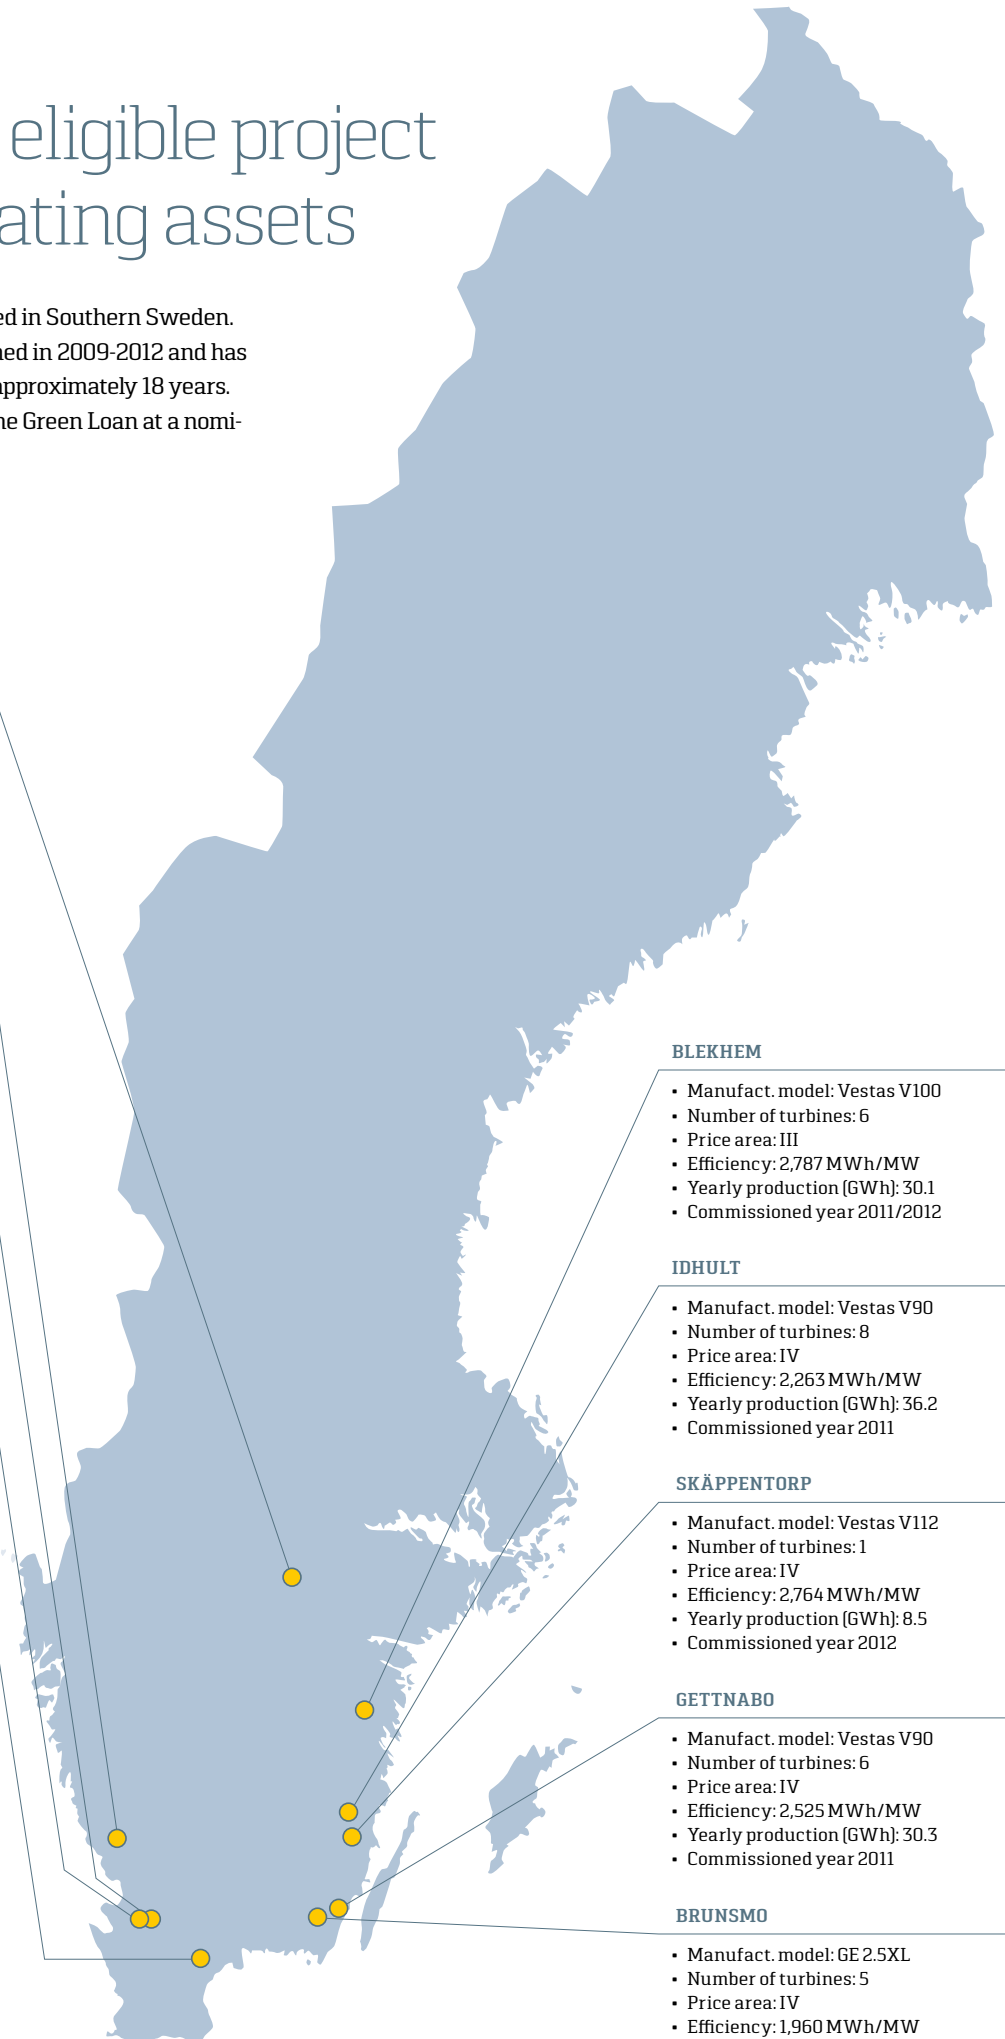 eligible project
ating assets
ed in Southern Sweden.
ned in 2009-2012 and has
approximately 18 years.
he Green Loan at a nomi-
BLEKHEM
• Manufact. model: Vestas V100
• Number of turbines: 6
• Price area: III
• Efficiency: 2,787 MWh/MW
• Yearly production (GWh): 30.1
• Commissioned year 2011/2012
IDHULT
• Manufact. model: Vestas V90
• Number of turbines: 8
• Price area: IV
• Efficiency: 2,263 MWh/MW
• Yearly production (GWh): 36.2
• Commissioned year 2011
SKÄPPENTORP
• Manufact. model: Vestas V112
• Number of turbines: 1
• Price area: IV
• Efficiency: 2,764 MWh/MW
• Yearly production (GWh): 8.5
• Commissioned year 2012
GETTNABO
• Manufact. model: Vestas V90
• Number of turbines: 6
• Price area: IV
• Efficiency: 2,525 MWh/MW
• Yearly production (GWh): 30.3
• Commissioned year 2011
BRUNSMO
• Manufact. model: GE 2.5XL
• Number of turbines: 5
• Price area: IV
• Efficiency: 1,960 MWh/MW